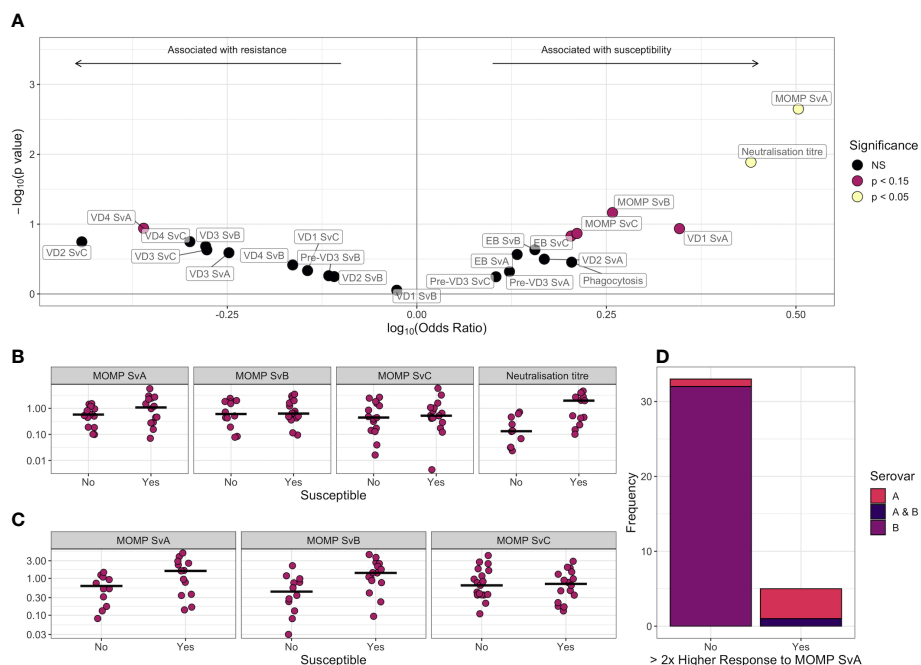 A
Associated with resistance
Associated with susceptibility
MOMP SvA
Neutralisation titre
MOMP SvB
MOMP SvC
VD1 SvA
VD4 SvA
VD4 SvC
VD3 SvB
VD2 SvC
VD3 SvC
VD3 SvA
VD1 SvC
VD4 SvB
Pre-VD3 SvB
VD2 SvB
VD1 SvB
EB SvB
EB SvC
EB SvA
VD2 SvA
Pre-VD3 SvC
Pre-VD3 SvA
Phagocytosis
−log10(p value)
3
2
1
0
-0.25
0.00
0.25
0.50
log10(Odds Ratio)
Significance
NS
p < 0.15
p < 0.05
B
MOMP SvA
MOMP SvB
MOMP SvC
Neutralisation titre
1.00
0.10
0.01
No
Yes
No
Yes
No
Yes
No
Yes
Susceptible
C
MOMP SvA
MOMP SvB
MOMP SvC
3.00
1.00
0.30
0.10
0.03
No
Yes
No
Yes
No
Yes
Susceptible
D
Frequency
30
20
10
0
No
Yes
> 2x Higher Response to MOMP SvA
Serovar
A
A & B
B